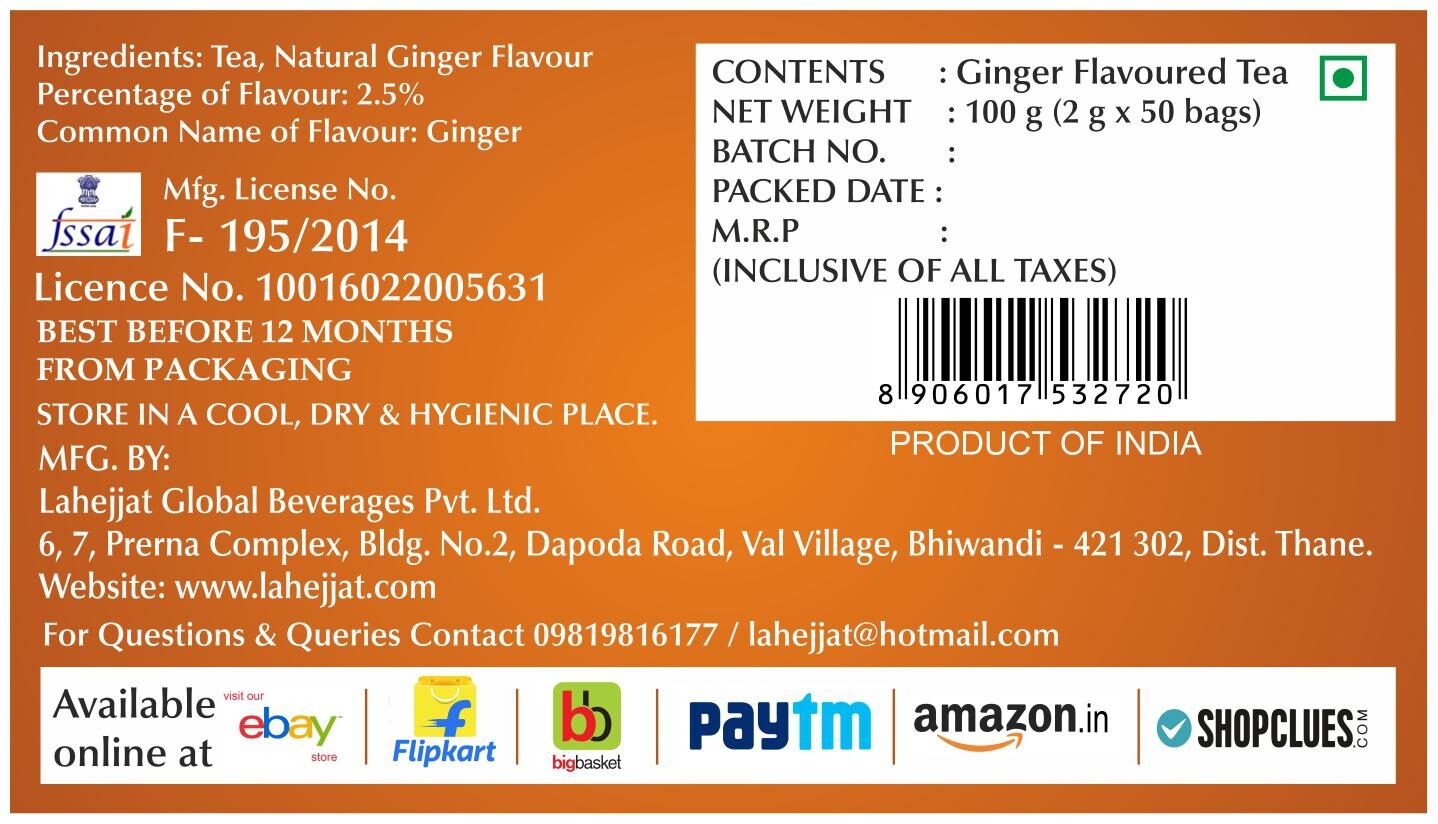 Ingredients: Tea, Natural Ginger Flavour
Percentage of Flavour: 2.5%
Common Name of Flavour: Ginger
fssai
Mfg. License No.
F- 195/2014
Licence No. 10016022005631
BEST BEFORE 12 MONTHS
FROM PACKAGING
STORE IN A COOL, DRY & HYGIENIC PLACE.
MFG. BY:
Lahejjat Global Beverages Pvt. Ltd.
6, 7, Prerna Complex, Bldg. No.2, Dapoda Road, Val Village, Bhiwandi - 421 302, Dist. Thane.
Website: www.lahejjat.com
For Questions & Queries Contact 09819816177 / lahejjat@hotmail.com
CONTENTS : Ginger Flavoured Tea
NET WEIGHT : 100 g (2 g x 50 bags)
BATCH NO. :
PACKED DATE :
M.R.P :
(INCLUSIVE OF ALL TAXES)
8 906017 532720
PRODUCT OF INDIA
Available
online at
visit our
ebay
store
Flipkart
bb
bigbasket
paytm
amazon.in
SHOPCLUES.COM